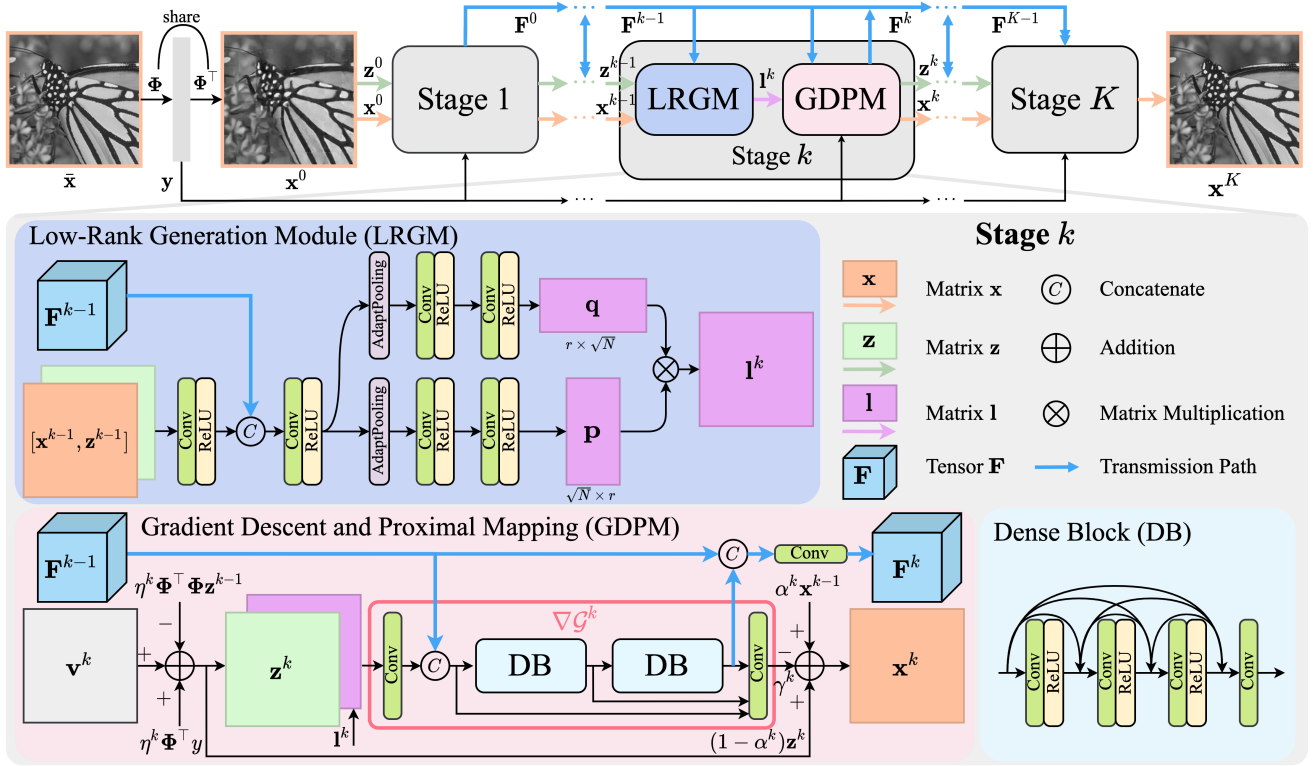 share
Φ
Φ⊤
x̄
y
x⁰
z⁰
x⁰
Stage 1
F⁰
F^{k−1}
z^{k−1}
x^{k−1}
LRGM
l^k
GDPM
Stage k
F^k
z^k
x^k
F^{K−1}
Stage K
x^K
Low-Rank Generation Module (LRGM)
F^{k−1}
[x^{k−1}, z^{k−1}]
Conv
ReLU
C
Conv
ReLU
AdaptPooling
Conv
ReLU
Conv
ReLU
q
r × √N
AdaptPooling
Conv
ReLU
Conv
ReLU
p
√N × r
l^k
Stage k
x
Matrix x
C
Concatenate
z
Matrix z
Addition
l
Matrix l
Matrix Multiplication
F
Tensor F
Transmission Path
Gradient Descent and Proximal Mapping (GDPM)
F^{k−1}
η^kΦ⊤Φz^{k−1}
v^k
+
−
+
η^kΦ⊤y
z^k
l^k
∇G^k
Conv
C
DB
DB
Conv
C
Conv
F^k
α^kx^{k−1}
+
−
γ^k
+
(1 − α^k)z^k
x^k
Dense Block (DB)
Conv
ReLU
Conv
ReLU
Conv
ReLU
Conv